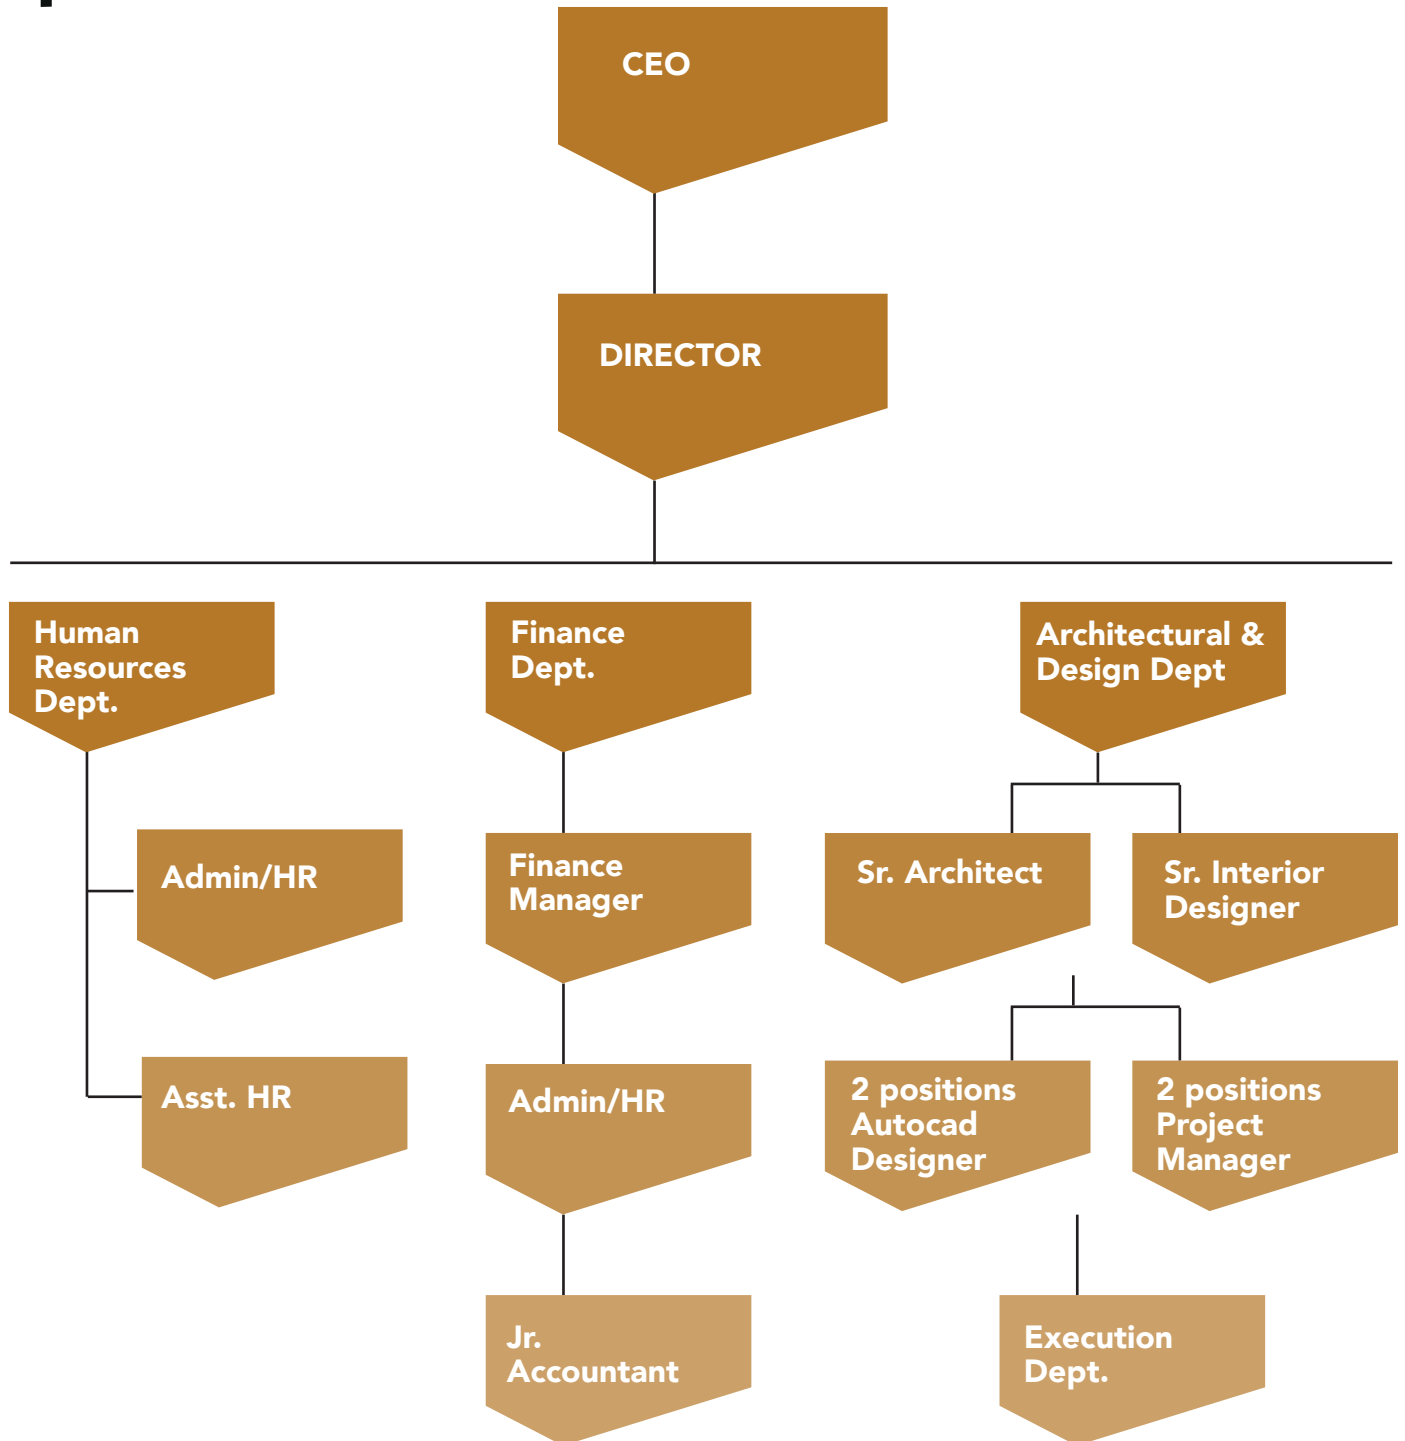 CEO
DIRECTOR
Human
Resources
Dept.
Finance
Dept.
Architectural &
Design Dept
Admin/HR
Finance
Manager
Sr. Architect
Sr. Interior
Designer
Asst. HR
Admin/HR
2 positions
Autocad
Designer
2 positions
Project
Manager
Jr.
Accountant
Execution
Dept.